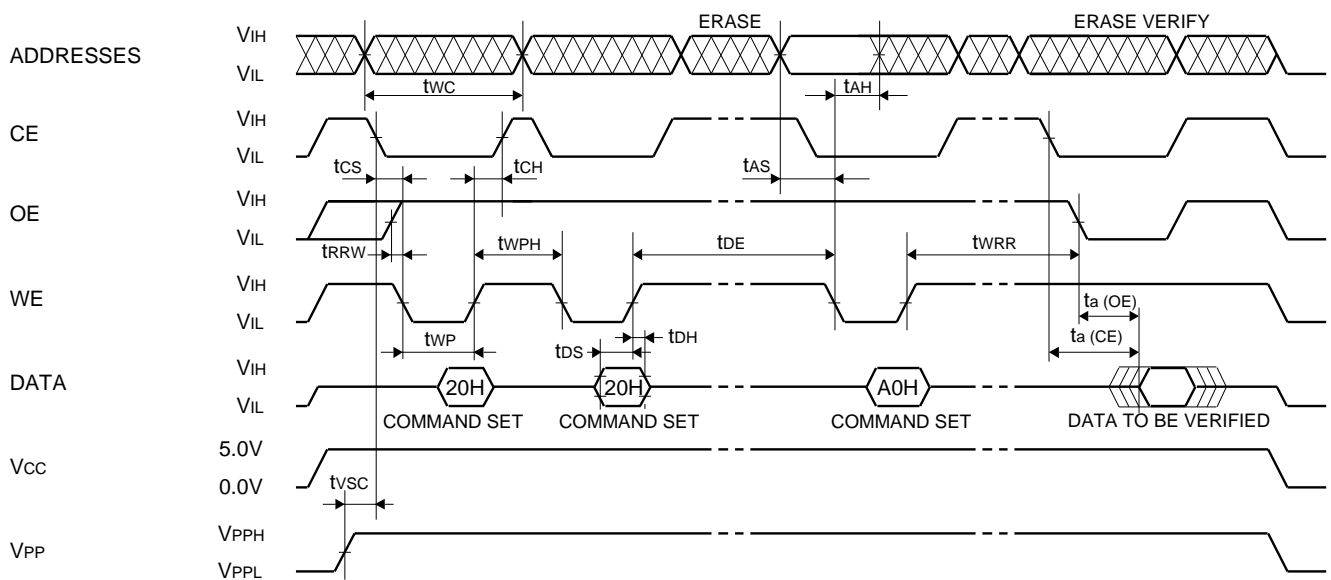 ERASE
ERASE VERIFY
ADDRESSES
VIH
VIL
tWC
tAH
CE
VIH
VIL
tCS
tCH
tAS
OE
VIH
VIL
tRRW
tWPH
tDE
tWRR
WE
VIH
VIL
ta (OE)
tWP
tDS
tDH
ta (CE)
DATA
VIH
VIL
20H
20H
A0H
COMMAND SET
COMMAND SET
COMMAND SET
DATA TO BE VERIFIED
VCC
5.0V
0.0V
tVSC
VPP
VPPH
VPPL